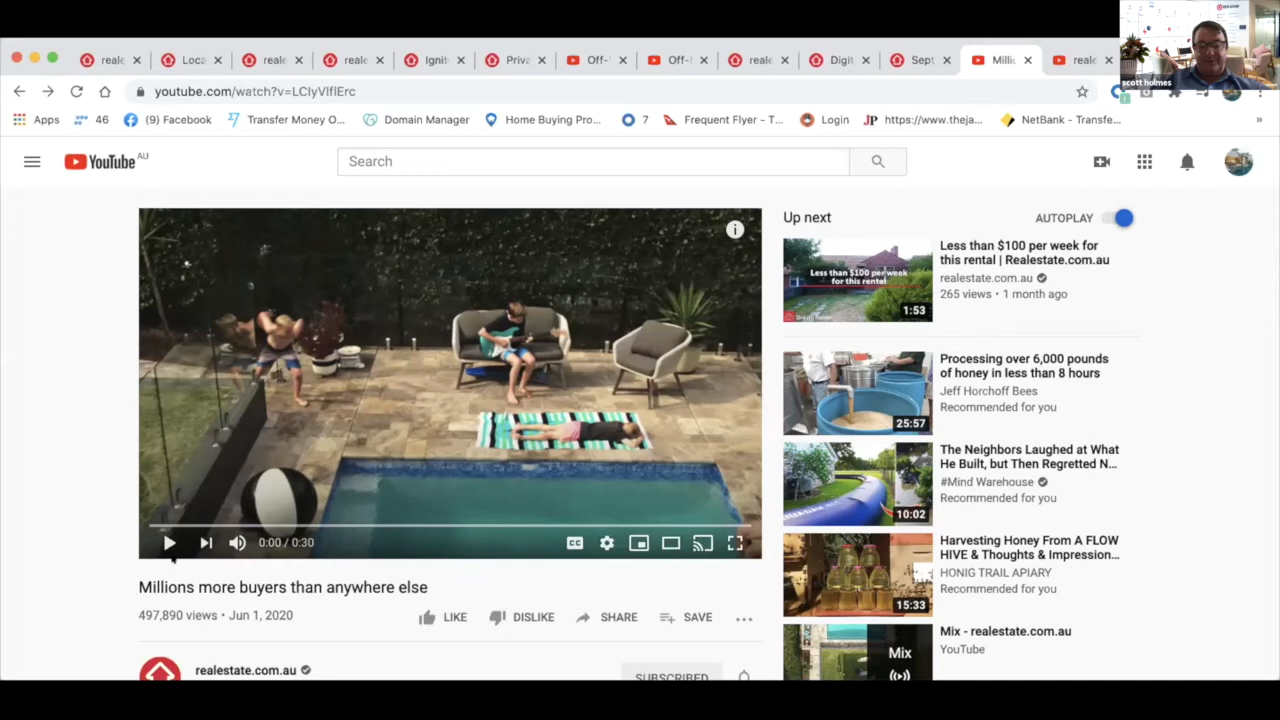 reale
Loca
reale
reale
Ignit
Priva
Off-
Off-l
reale
Digit
Sept
Millic
reale
scott holmes
youtube.com/watch?v=LCIyVIflErc
Apps
46
(9) Facebook
Transfer Money O...
Domain Manager
Home Buying Pro...
7
Frequent Flyer - T...
Login
JP https://www.theja...
NetBank - Transfe...
»
YouTube AU
Search
Up next
AUTOPLAY
Less than $100 per week
for this rental
1:53
Less than $100 per week for
this rental | Realestate.com.au
realestate.com.au
265 views • 1 month ago
25:57
Processing over 6,000 pounds
of honey in less than 8 hours
Jeff Horchoff Bees
Recommended for you
10:02
The Neighbors Laughed at What
He Built, but Then Regretted N...
#Mind Warehouse
Recommended for you
0:00 / 0:30
CC
15:33
Harvesting Honey From A FLOW
HIVE & Thoughts & Impression...
HONIG TRAIL APIARY
Recommended for you
Millions more buyers than anywhere else
497,890 views • Jun 1, 2020
LIKE
DISLIKE
SHARE
SAVE
Mix
Mix - realestate.com.au
YouTube
realestate.com.au
SUBSCRIBED